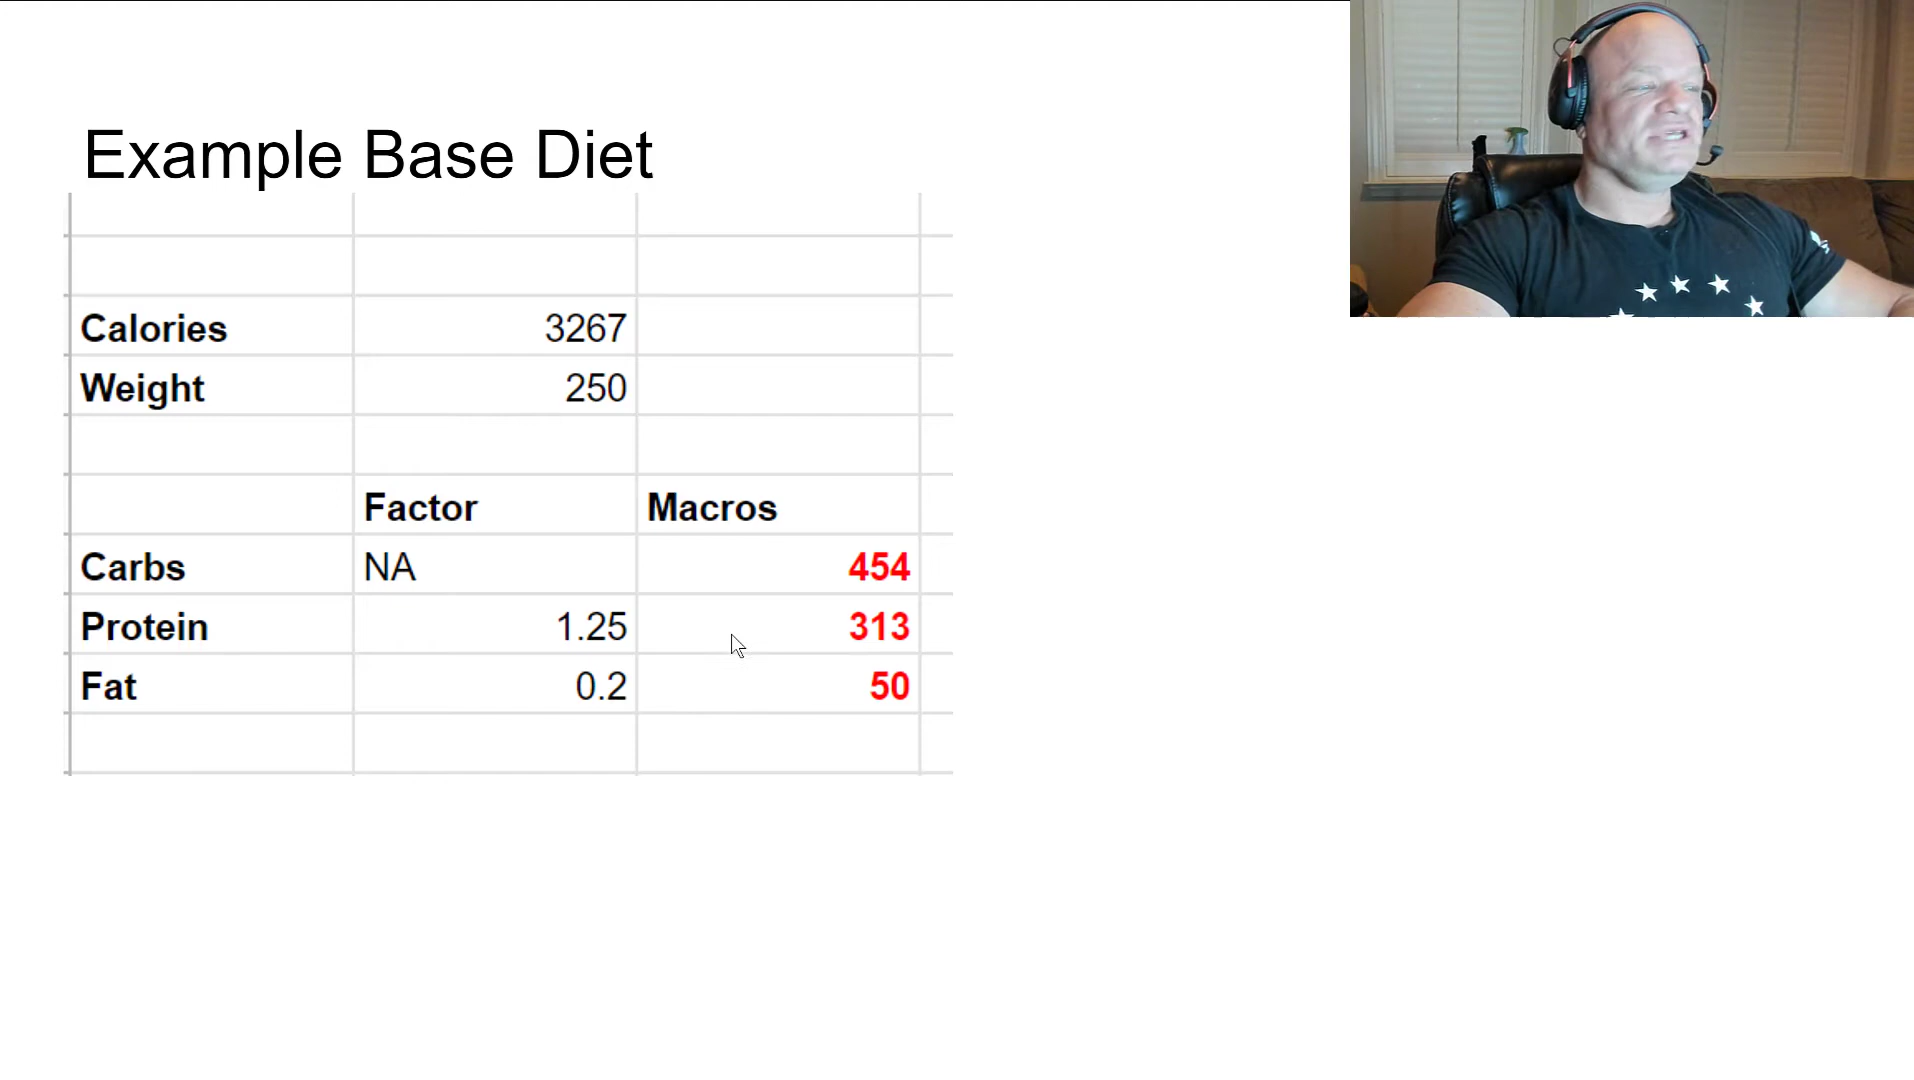 Example Base Diet
Calories 3267
Weight 250
Factor Macros
Carbs NA 454
Protein 1.25 313
Fat 0.2 50